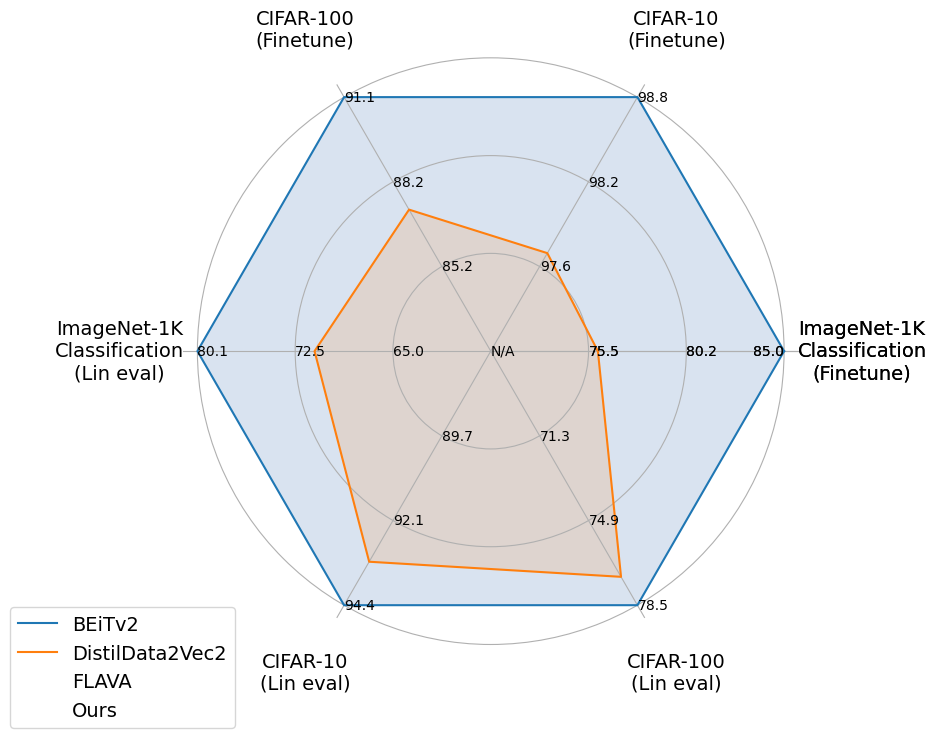 CIFAR-100
(Finetune)
CIFAR-10
(Finetune)
91.1
98.8
88.2
98.2
85.2
97.6
ImageNet-1K
Classification
(Lin eval)
80.1
72.5
65.0
N/A
75.5
80.2
85.0
ImageNet-1K
Classification
(Finetune)
89.7
71.3
92.1
74.9
94.4
78.5
CIFAR-10
(Lin eval)
CIFAR-100
(Lin eval)
BEiTv2
DistilData2Vec2
FLAVA
Ours